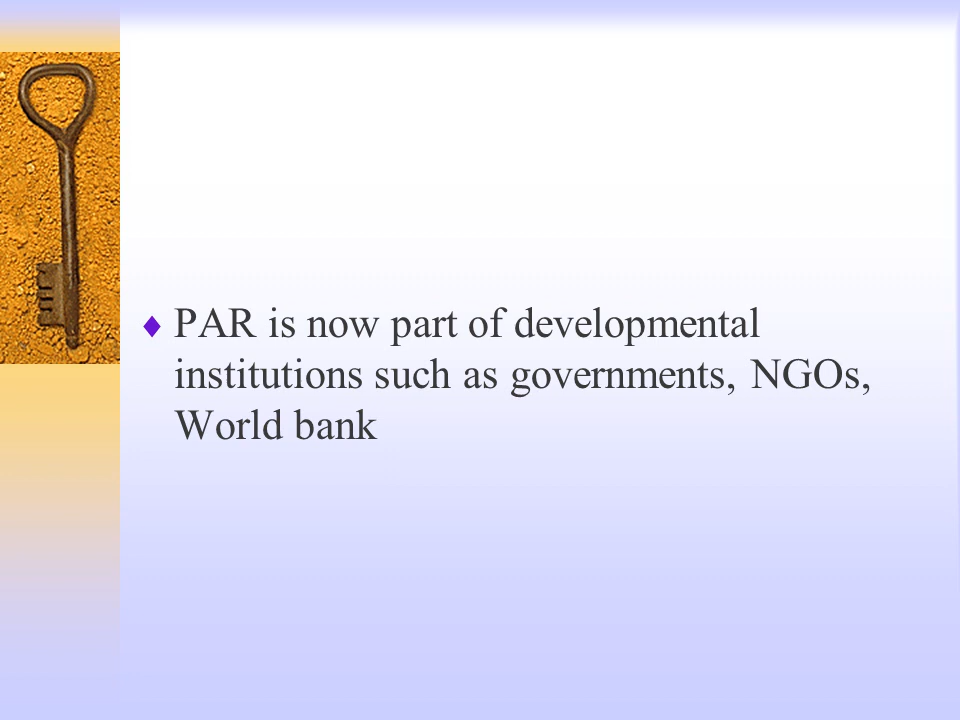 ♦ PAR is now part of developmental
institutions such as governments, NGOs,
World bank